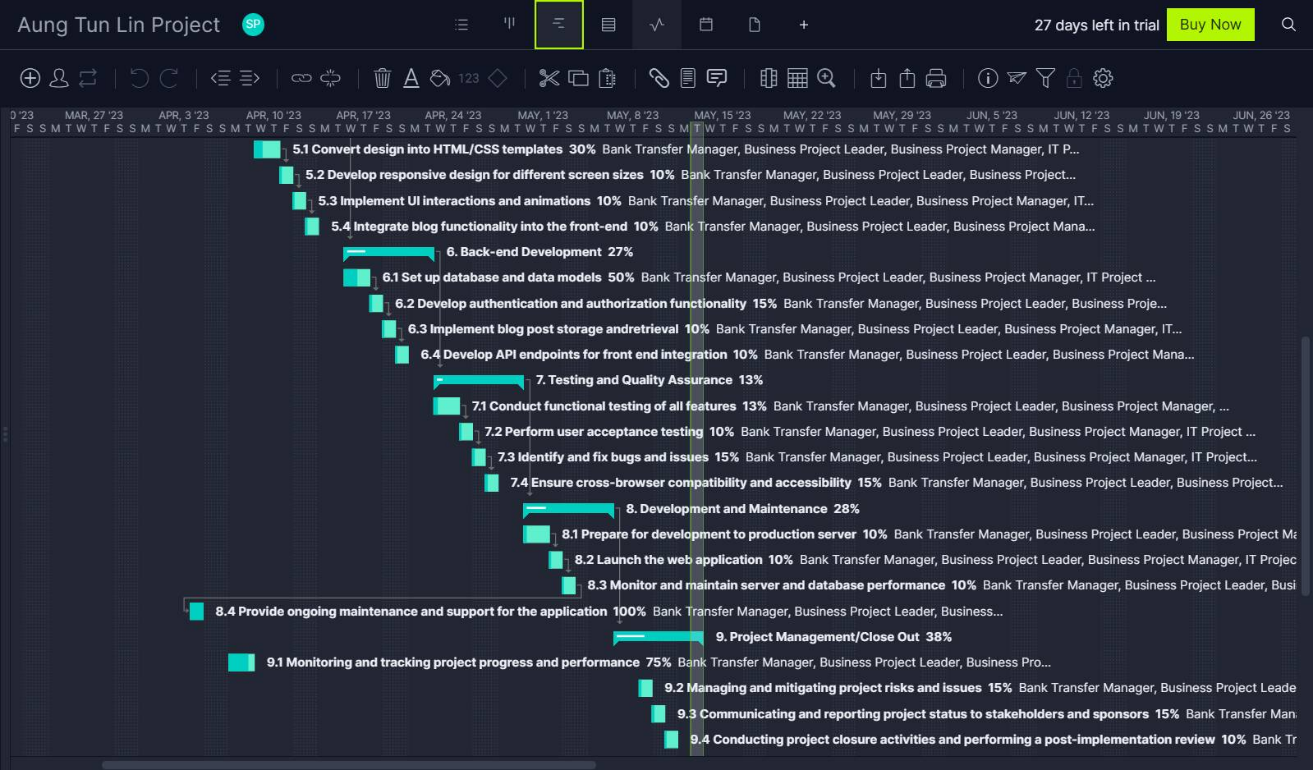 Aung Tun Lin Project SP + 27 days left in trial Buy Now
123
0 '23 MAR, 27 '23 APR, 3 '23 APR, 10 '23 APR, 17 '23 APR, 24 '23 MAY, 1 '23 MAY, 8 '23 MAY, 15 '23 MAY, 22 '23 MAY, 29 '23 JUN, 5 '23 JUN, 12 '23 JUN, 19 '23 JUN, 26 '23
F S S M T W T F S S M T W T F S S M T W T F S S M T W T F S S M T W T F S S M T W T F S S M T W T F S S M T W T F S S M T W T F S S M T W T F S S M T W T F S S M T W T F S S M T W T F S S M T W T F S
5.1 Convert design into HTML/CSS templates 30% Bank Transfer Manager, Business Project Leader, Business Project Manager, IT P...
5.2 Develop responsive design for different screen sizes 10% Bank Transfer Manager, Business Project Leader, Business Project...
5.3 Implement UI interactions and animations 10% Bank Transfer Manager, Business Project Leader, Business Project Manager, IT...
5.4 Integrate blog functionality into the front-end 10% Bank Transfer Manager, Business Project Leader, Business Project Mana...
6. Back-end Development 27%
6.1 Set up database and data models 50% Bank Transfer Manager, Business Project Leader, Business Project Manager, IT Project ...
6.2 Develop authentication and authorization functionality 15% Bank Transfer Manager, Business Project Leader, Business Proje...
6.3 Implement blog post storage andretrieval 10% Bank Transfer Manager, Business Project Leader, Business Project Manager, IT...
6.4 Develop API endpoints for front end integration 10% Bank Transfer Manager, Business Project Leader, Business Project Mana...
7. Testing and Quality Assurance 13%
7.1 Conduct functional testing of all features 13% Bank Transfer Manager, Business Project Leader, Business Project Manager, ...
7.2 Perform user acceptance testing 10% Bank Transfer Manager, Business Project Leader, Business Project Manager, IT Project ...
7.3 Identify and fix bugs and issues 15% Bank Transfer Manager, Business Project Leader, Business Project Manager, IT Project...
7.4 Ensure cross-browser compatibility and accessibility 15% Bank Transfer Manager, Business Project Leader, Business Project...
8. Development and Maintenance 28%
8.1 Prepare for development to production server 10% Bank Transfer Manager, Business Project Leader, Business Project Ma
8.2 Launch the web application 10% Bank Transfer Manager, Business Project Leader, Business Project Manager, IT Projec
8.3 Monitor and maintain server and database performance 10% Bank Transfer Manager, Business Project Leader, Busi
8.4 Provide ongoing maintenance and support for the application 100% Bank Transfer Manager, Business Project Leader, Business...
9. Project Management/Close Out 38%
9.1 Monitoring and tracking project progress and performance 75% Bank Transfer Manager, Business Project Leader, Business Pro...
9.2 Managing and mitigating project risks and issues 15% Bank Transfer Manager, Business Project Leade
9.3 Communicating and reporting project status to stakeholders and sponsors 15% Bank Transfer Man
9.4 Conducting project closure activities and performing a post-implementation review 10% Bank Tr